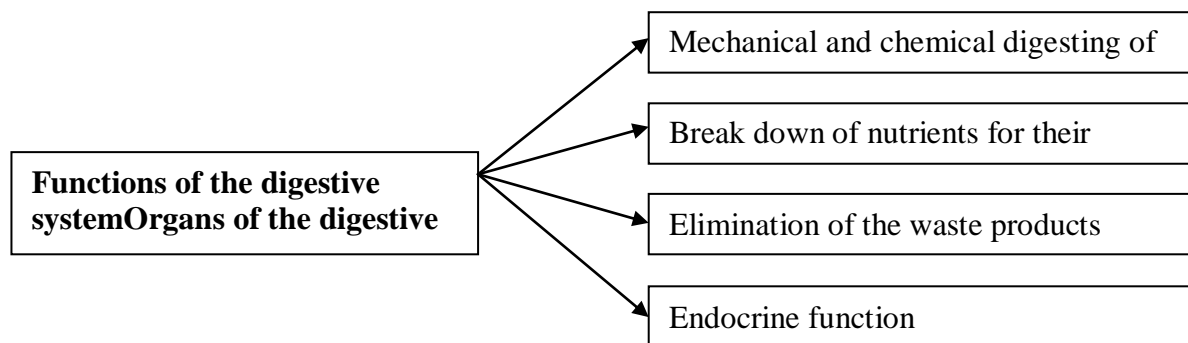 Functions of the digestive
systemOrgans of the digestive
Mechanical and chemical digesting of
Break down of nutrients for their
Elimination of the waste products
Endocrine function